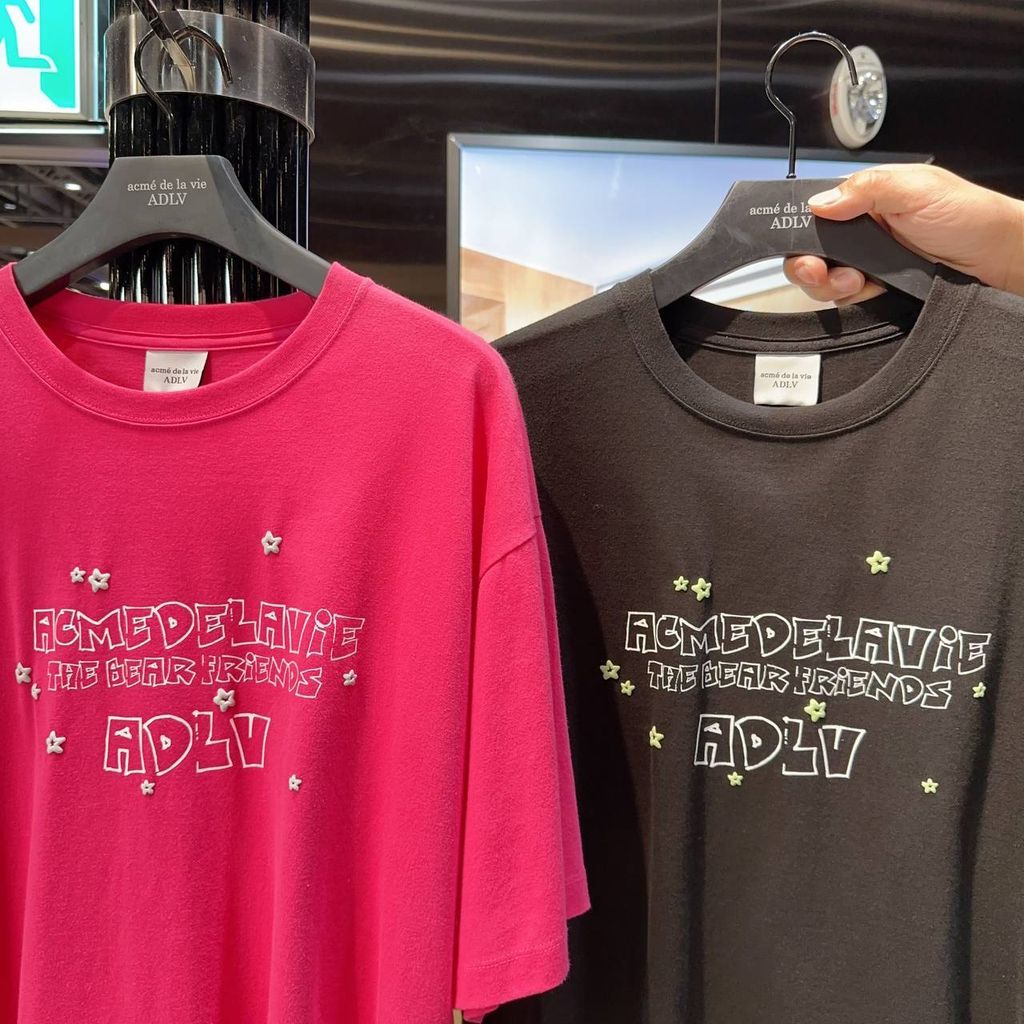 acmé de la vie
ADLV
acmé de la vie
ADLV
ACMEDELAViE
THE BEAR FRiENDS
ADLV
acmé de la
ADLV
acmé de la vie
ADLV
ACMEDELAViE
THE BEAR FRiENDS
ADLV